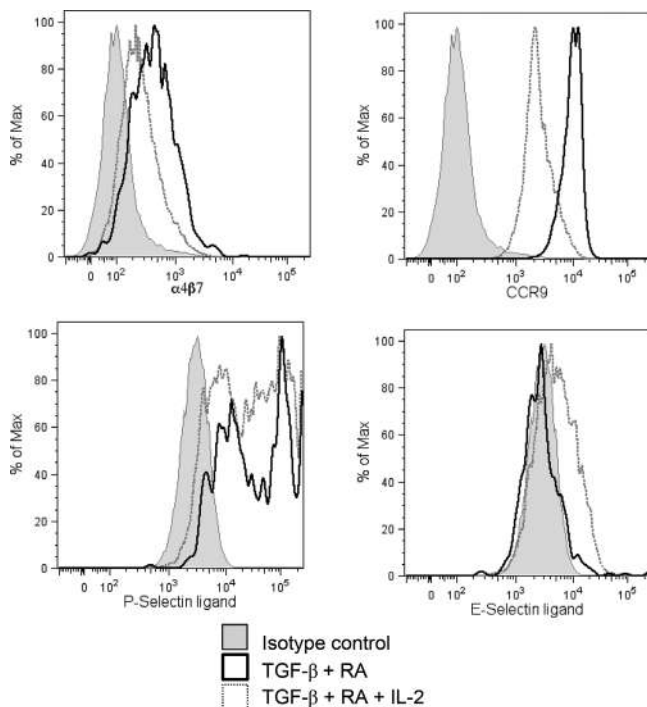 % of Max
100
80
60
40
20
0
0 10² 10³ 10⁴ 10⁵
α4β7
% of Max
100
80
60
40
20
0
0 10² 10³ 10⁴ 10⁵
CCR9
% of Max
100
80
60
40
20
0
0 10² 10³ 10⁴ 10⁵
P-Selectin ligand
% of Max
100
80
60
40
20
0
0 10² 10³ 10⁴ 10⁵
E-Selectin ligand
Isotype control
TGF-β + RA
TGF-β + RA + IL-2